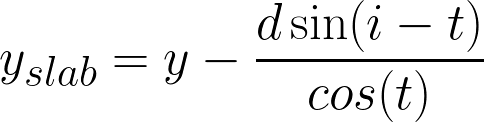 y_{slab} = y - \frac{d \sin(i - t)}{cos(t)}